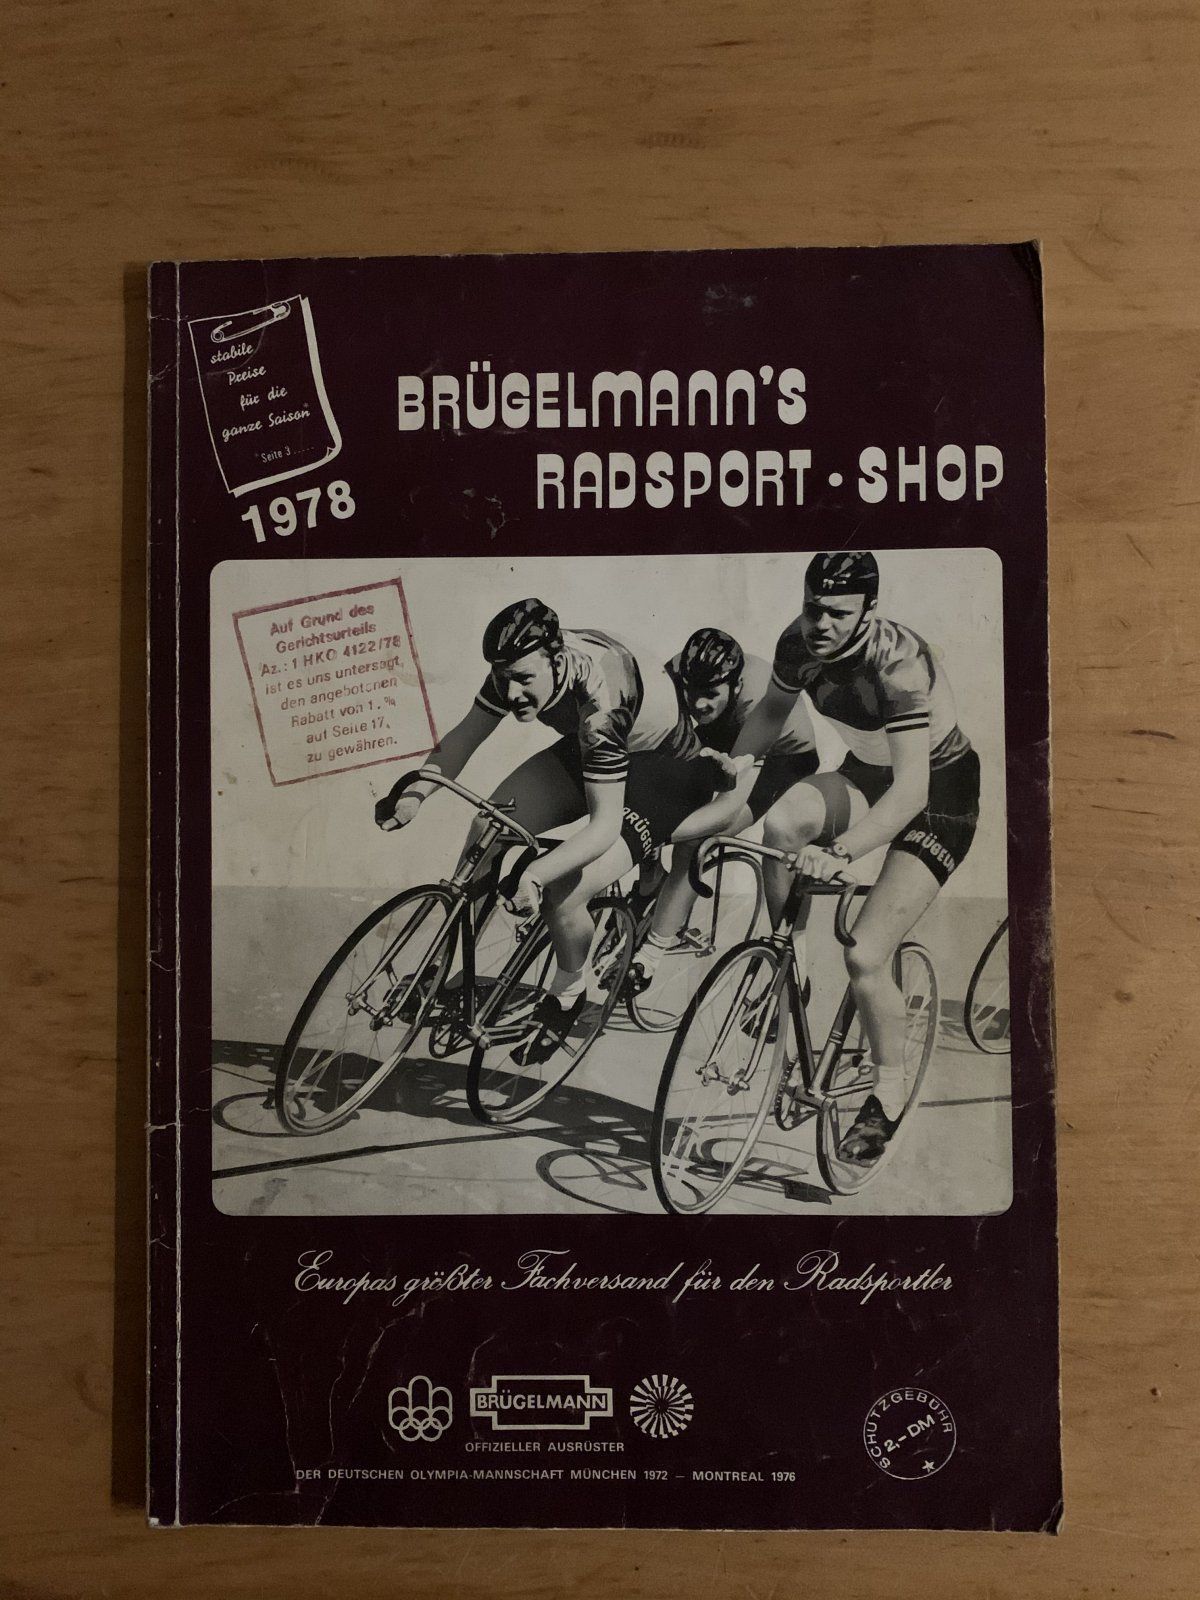 stabile
Preise
für die
ganze Saison
Seite 3 .....
1978
BRÜGELMANN'S
RADSPORT · SHOP
Auf Grund des
Gerichtsurteils
Az.: 1 HKO 4122/78
ist es uns untersagt,
den angebotenen
Rabatt von 1. %
auf Seite 17,
zu gewähren.
BRÜGEL
BRÜGELM
Europas größter Fachversand für den Radsportler
BRÜGELMANN
OFFIZIELLER AUSRÜSTER
DER DEUTSCHEN OLYMPIA-MANNSCHAFT MÜNCHEN 1972 — MONTREAL 1976
SCHUTZGEBÜHR
2,- DM